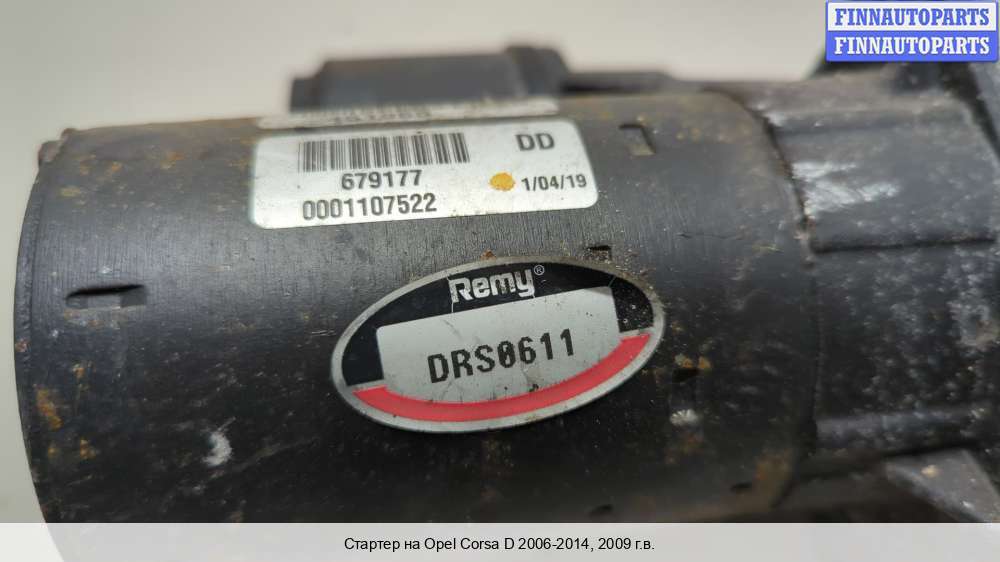 FINNAUTOPARTS
FINNAUTOPARTS
DD
679177
1/04/19
0001107522
Remy®
DRS0611
Стартер на Opel Corsa D 2006-2014, 2009 г.в.